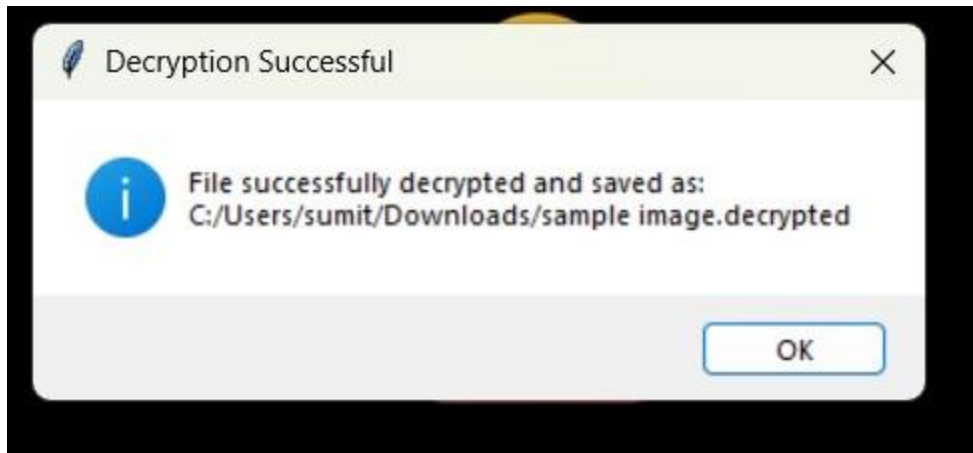 Decryption Successful
File successfully decrypted and saved as:
C:/Users/sumit/Downloads/sample image.decrypted
OK